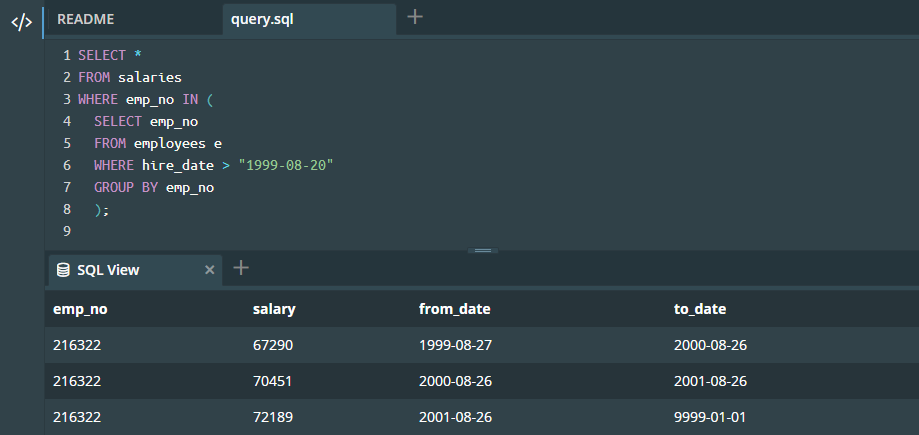 </> README query.sql +
1 SELECT *
2 FROM salaries
3 WHERE emp_no IN (
4 SELECT emp_no
5 FROM employees e
6 WHERE hire_date > "1999-08-20"
7 GROUP BY emp_no
8 );
9
SQL View × +
emp_no salary from_date to_date
216322 67290 1999-08-27 2000-08-26
216322 70451 2000-08-26 2001-08-26
216322 72189 2001-08-26 9999-01-01